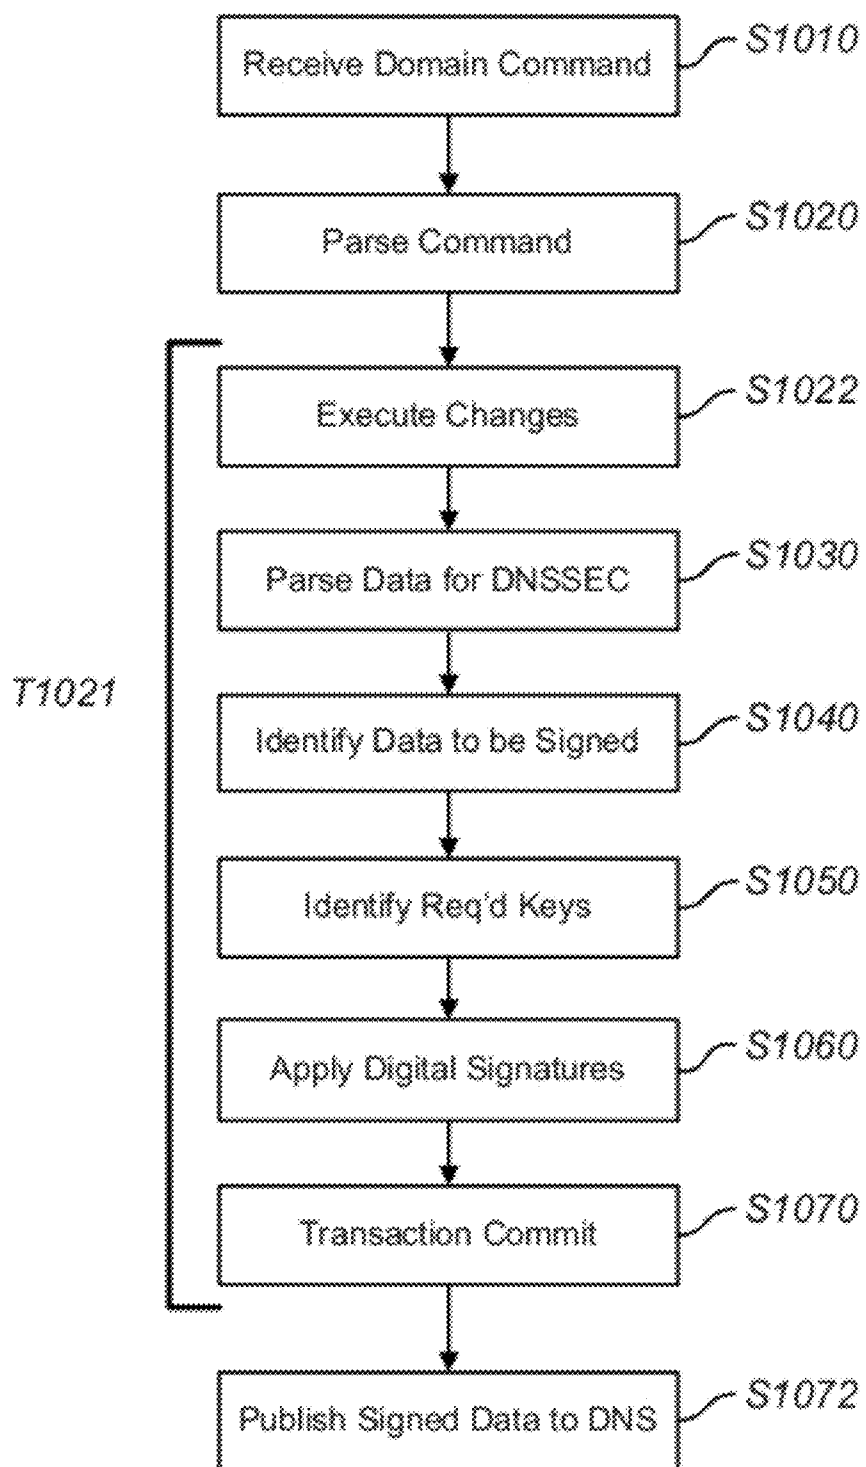 Receive Domain Command
S1010
Parse Command
S1020
Execute Changes
S1022
Parse Data for DNSSEC
S1030
T1021
Identify Data to be Signed
S1040
Identify Req'd Keys
S1050
Apply Digital Signatures
S1060
Transaction Commit
S1070
Publish Signed Data to DNS
S1072